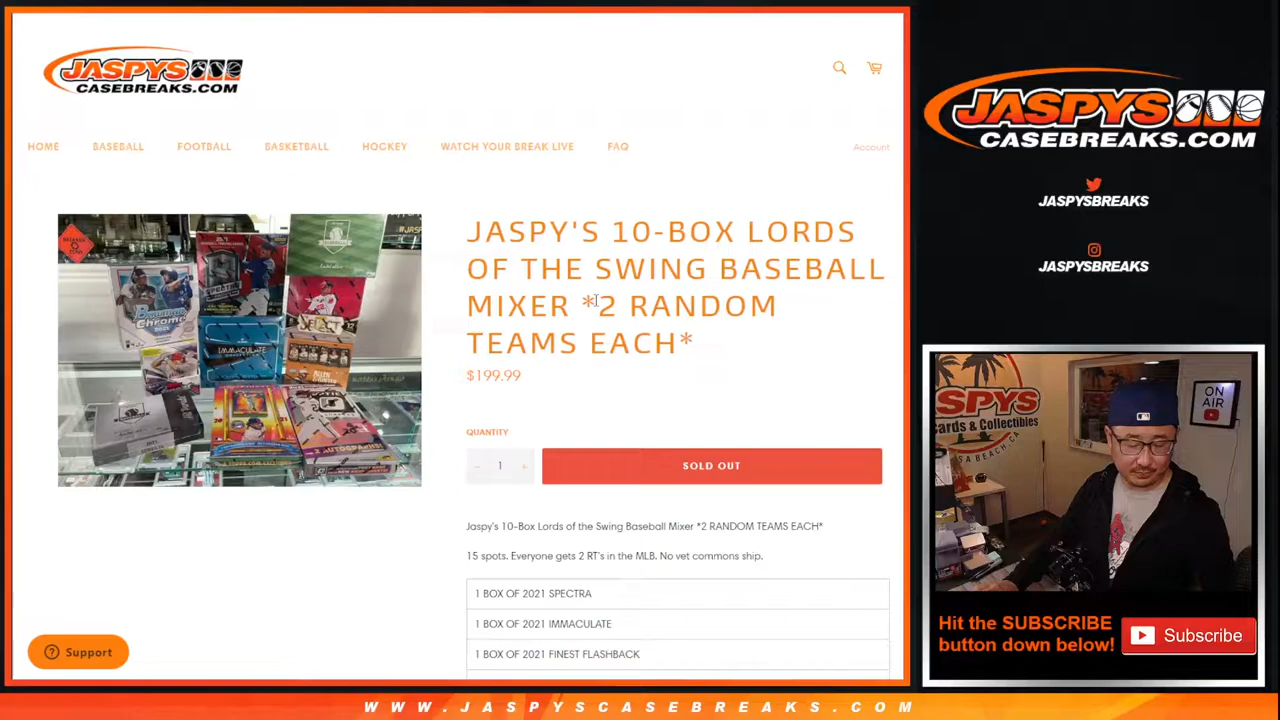 JASPYS
CASEBREAKS.COM
HOME BASEBALL FOOTBALL BASKETBALL HOCKEY WATCH YOUR BREAK LIVE FAQ
Account
JASPY'S 10-BOX LORDS
OF THE SWING BASEBALL
MIXER *2 RANDOM
TEAMS EACH*
$199.99
QUANTITY
1
SOLD OUT
Jaspy's 10-Box Lords of the Swing Baseball Mixer *2 RANDOM TEAMS EACH*
15 spots. Everyone gets 2 RT's in the MLB. No vet commons ship.
1 BOX OF 2021 SPECTRA
1 BOX OF 2021 IMMACULATE
1 BOX OF 2021 FINEST FLASHBACK
Support
Bowman
Chrome
SPECTRA
IMMACULATE
SELECT
JASPYS
CASEBREAKS.COM
JASPYSBREAKS
JASPYSBREAKS
JASPYS
Cards & Collectibles
ON
AIR
Hit the SUBSCRIBE
button down below!
Subscribe
WWW.JASPYSCASEBREAKS.COM